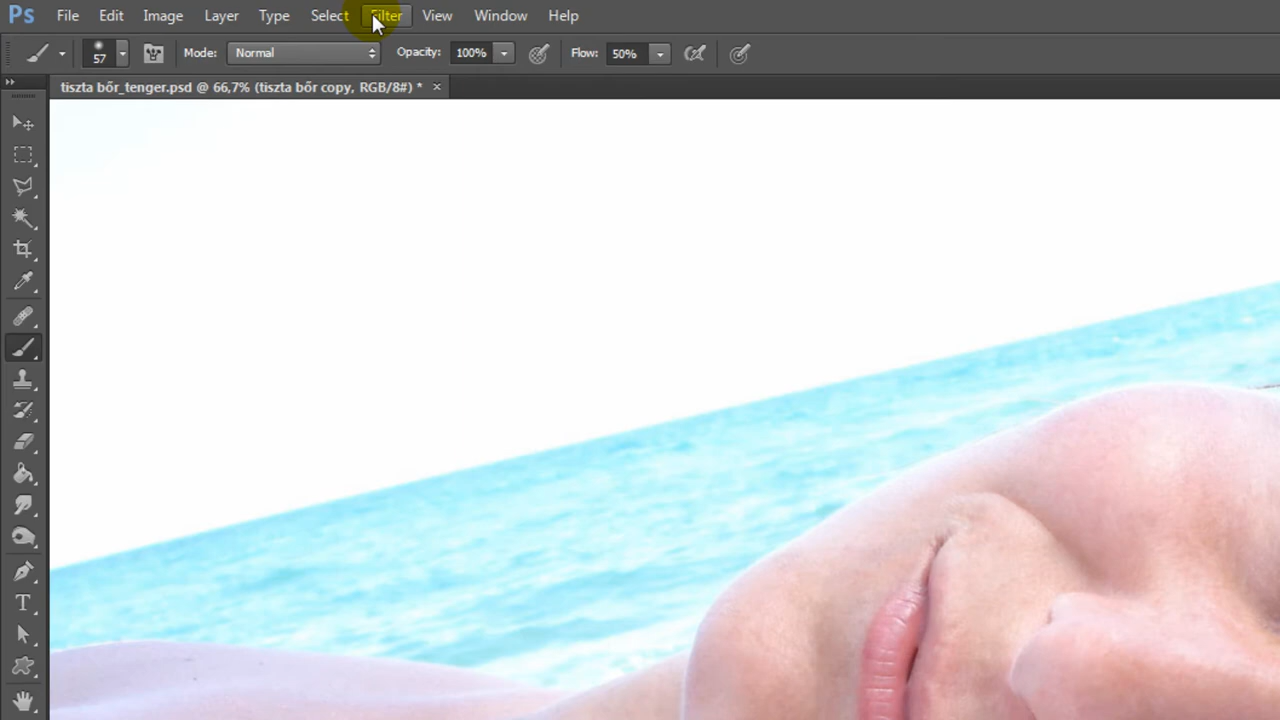 Ps File Edit Image Layer Type Select Filter View Window Help
57 Mode: Normal Opacity: 100% Flow: 50%
tiszta bőr_tenger.psd @ 66,7% (tiszta bőr copy, RGB/8#) * ×
T